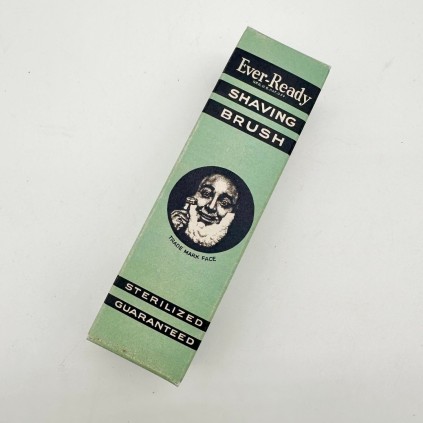 Ever-Ready
SHAVING
BRUSH
TRADE MARK FACE
STERILIZED
GUARANTEED